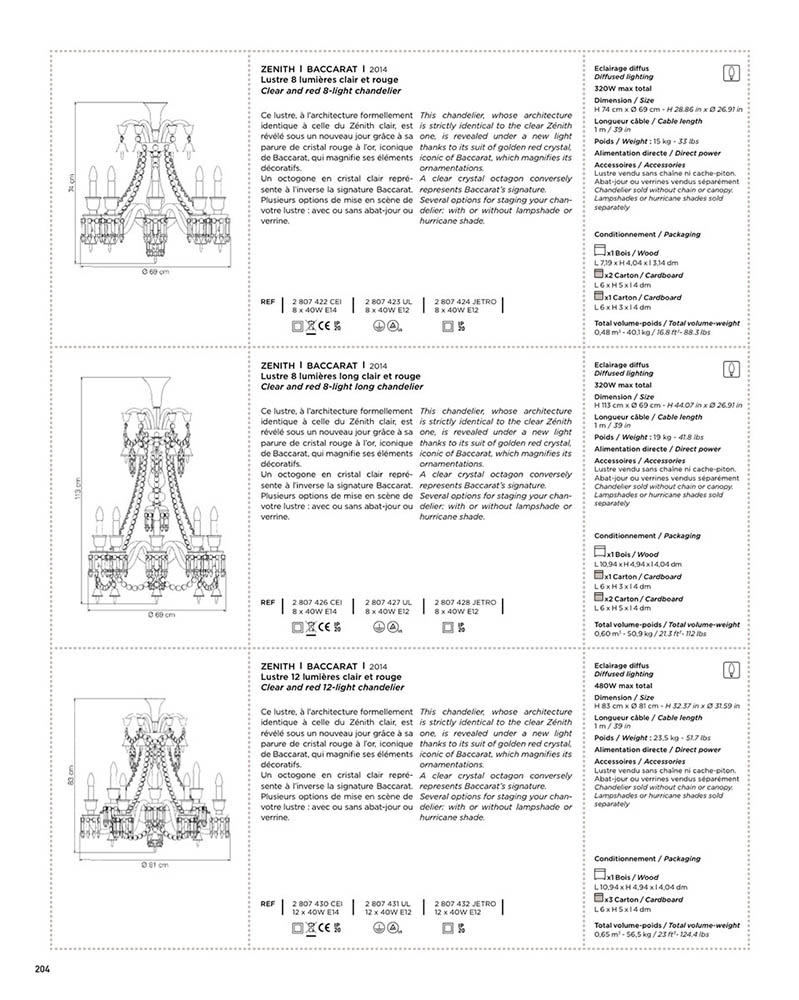 ZENITH | BACCARAT | 2014
Lustre 8 lumières clair et rouge
Clear and red 8-light chandelier
Ce lustre, à l'architecture formellement
identique à celle du Zénith clair, est
révélé sous un nouveau jour grâce à sa
parure de cristal rouge à l'or, iconique
de Baccarat, qui magnifie ses éléments
décoratifs.
Un octogone en cristal clair repré-
sente à l'inverse la signature Baccarat.
Plusieurs options de mise en scène de
votre lustre : avec ou sans abat-jour ou
verrine.
This chandelier, whose architecture
is strictly identical to the clear Zénith
one, is revealed under a new light
thanks to its suit of golden red crystal,
iconic of Baccarat, which magnifies its
ornamentations.
A clear crystal octagon conversely
represents Baccarat's signature.
Several options for staging your chan-
delier: with or without lampshade or
hurricane shade.
REF | 2 807 422 CEI | 2 807 423 UL | 2 807 424 JETRO |
8 x 40W E14 8 x 40W E12 8 x 40W E12
CE IP 20 IP 20
74 cm
Ø 69 cm
Eclairage diffus
Diffused lighting
320W max total
Dimension / Size
H 74 cm x Ø 69 cm - H 28.86 in x Ø 26.91 in
Longueur câble / Cable length
1 m / 39 in
Poids / Weight : 15 kg - 33 lbs
Alimentation directe / Direct power
Accessoires / Accessories
Lustre vendu sans chaîne ni cache-piton.
Abat-jour ou verrines vendus séparément
Chandelier sold without chain or canopy.
Lampshades or hurricane shades sold
separately
Conditionnement / Packaging
x1 Bois / Wood
L 7,19 x H 4,04 x l 3,14 dm
x2 Carton / Cardboard
L 6 x H 5 x l 4 dm
x1 Carton / Cardboard
L 6 x H 3 x l 4 dm
Total volume-poids / Total volume-weight
0,48 m³ - 40,1 kg / 16.8 ft³- 88.3 lbs
ZENITH | BACCARAT | 2014
Lustre 8 lumières long clair et rouge
Clear and red 8-light long chandelier
Ce lustre, à l'architecture formellement
identique à celle du Zénith clair, est
révélé sous un nouveau jour grâce à sa
parure de cristal rouge à l'or, iconique
de Baccarat, qui magnifie ses éléments
décoratifs.
Un octogone en cristal clair repré-
sente à l'inverse la signature Baccarat.
Plusieurs options de mise en scène de
votre lustre : avec ou sans abat-jour ou
verrine.
This chandelier, whose architecture
is strictly identical to the clear Zénith
one, is revealed under a new light
thanks to its suit of golden red crystal,
iconic of Baccarat, which magnifies its
ornamentations.
A clear crystal octagon conversely
represents Baccarat's signature.
Several options for staging your chan-
delier: with or without lampshade or
hurricane shade.
REF | 2 807 426 CEI | 2 807 427 UL | 2 807 428 JETRO |
8 x 40W E14 8 x 40W E12 8 x 40W E12
CE IP 20 IP 20
113 cm
Ø 69 cm
Eclairage diffus
Diffused lighting
320W max total
Dimension / Size
H 113 cm x Ø 69 cm - H 44.07 in x Ø 26.91 in
Longueur câble / Cable length
1 m / 39 in
Poids / Weight : 19 kg - 41.8 lbs
Alimentation directe / Direct power
Accessoires / Accessories
Lustre vendu sans chaîne ni cache-piton.
Abat-jour ou verrines vendus séparément
Chandelier sold without chain or canopy.
Lampshades or hurricane shades sold
separately
Conditionnement / Packaging
x1 Bois / Wood
L 10,94 x H 4,94 x l 4,04 dm
x1 Carton / Cardboard
L 6 x H 3 x l 4 dm
x2 Carton / Cardboard
L 6 x H 5 x l 4 dm
Total volume-poids / Total volume-weight
0,60 m³ - 50,9 kg / 21.3 ft³- 112 lbs
ZENITH | BACCARAT | 2014
Lustre 12 lumières clair et rouge
Clear and red 12-light chandelier
Ce lustre, à l'architecture formellement
identique à celle du Zénith clair, est
révélé sous un nouveau jour grâce à sa
parure de cristal rouge à l'or, iconique
de Baccarat, qui magnifie ses éléments
décoratifs.
Un octogone en cristal clair repré-
sente à l'inverse la signature Baccarat.
Plusieurs options de mise en scène de
votre lustre : avec ou sans abat-jour ou
verrine.
This chandelier, whose architecture
is strictly identical to the clear Zénith
one, is revealed under a new light
thanks to its suit of golden red crystal,
iconic of Baccarat, which magnifies its
ornamentations.
A clear crystal octagon conversely
represents Baccarat's signature.
Several options for staging your chan-
delier: with or without lampshade or
hurricane shade.
REF | 2 807 430 CEI | 2 807 431 UL | 2 807 432 JETRO |
12 x 40W E14 12 x 40W E12 12 x 40W E12
CE IP 20 IP 20
83 cm
Ø 81 cm
Eclairage diffus
Diffused lighting
480W max total
Dimension / Size
H 83 cm x Ø 81 cm - H 32.37 in x Ø 31.59 in
Longueur câble / Cable length
1 m / 39 in
Poids / Weight : 23,5 kg - 51.7 lbs
Alimentation directe / Direct power
Accessoires / Accessories
Lustre vendu sans chaîne ni cache-piton.
Abat-jour ou verrines vendus séparément
Chandelier sold without chain or canopy.
Lampshades or hurricane shades sold
separately
Conditionnement / Packaging
x1 Bois / Wood
L 10,94 x H 4,94 x l 4,04 dm
x3 Carton / Cardboard
L 6 x H 5 x l 4 dm
Total volume-poids / Total volume-weight
0,65 m³ - 56,5 kg / 23 ft³- 124.4 lbs
204